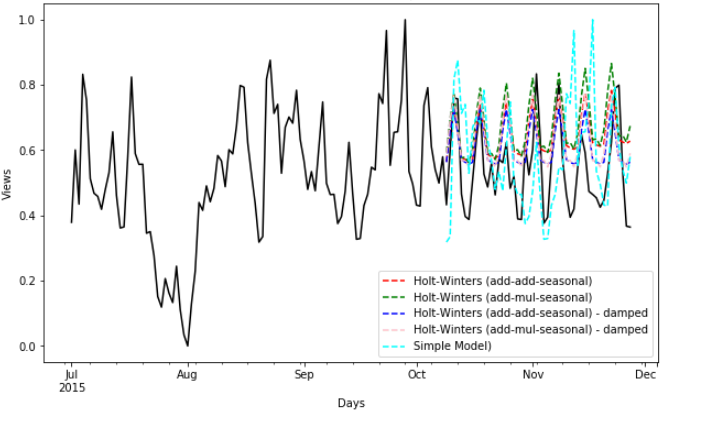 1.0
0.8
0.6
0.4
0.2
0.0
Views
Holt-Winters (add-add-seasonal)
Holt-Winters (add-mul-seasonal)
Holt-Winters (add-add-seasonal) - damped
Holt-Winters (add-mul-seasonal) - damped
Simple Model)
Jul Aug Sep Oct Nov Dec
2015
Days